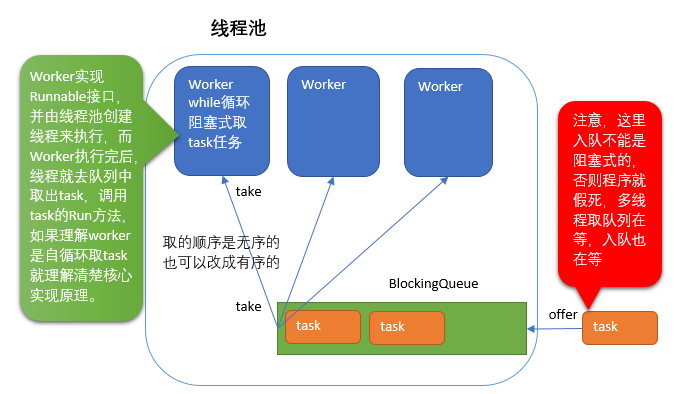 线程池
Worker实现
Runnable接口，
并由线程池创建
线程来执行，而
Worker执行完后，
线程就去队列中
取出task，调用
task的Run方法，
如果理解worker
是自循环取task
就理解清楚核心
实现原理。
Worker
while循环
阻塞式取
task任务
Worker
Worker
注意，这里
入队不能是
阻塞式的，
否则程序就
假死，多线
程取队列在
等，入队也
在等
take
取的顺序是无序的
也可以改成有序的
take
BlockingQueue
task
task
offer
task